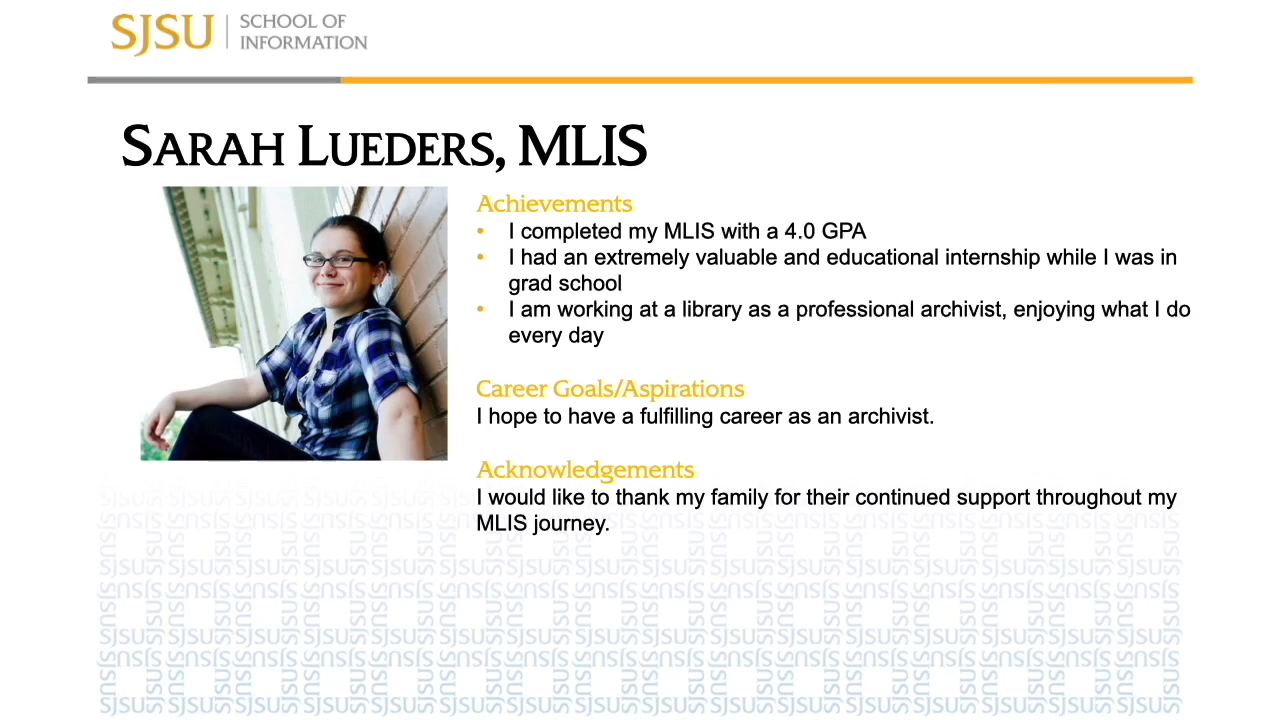 SJSU SCHOOL OF
INFORMATION
SARAH LUEDERS, MLIS
Achievements
• I completed my MLIS with a 4.0 GPA
• I had an extremely valuable and educational internship while I was in
grad school
• I am working at a library as a professional archivist, enjoying what I do
every day
Career Goals/Aspirations
I hope to have a fulfilling career as an archivist.
Acknowledgements
I would like to thank my family for their continued support throughout my
MLIS journey.